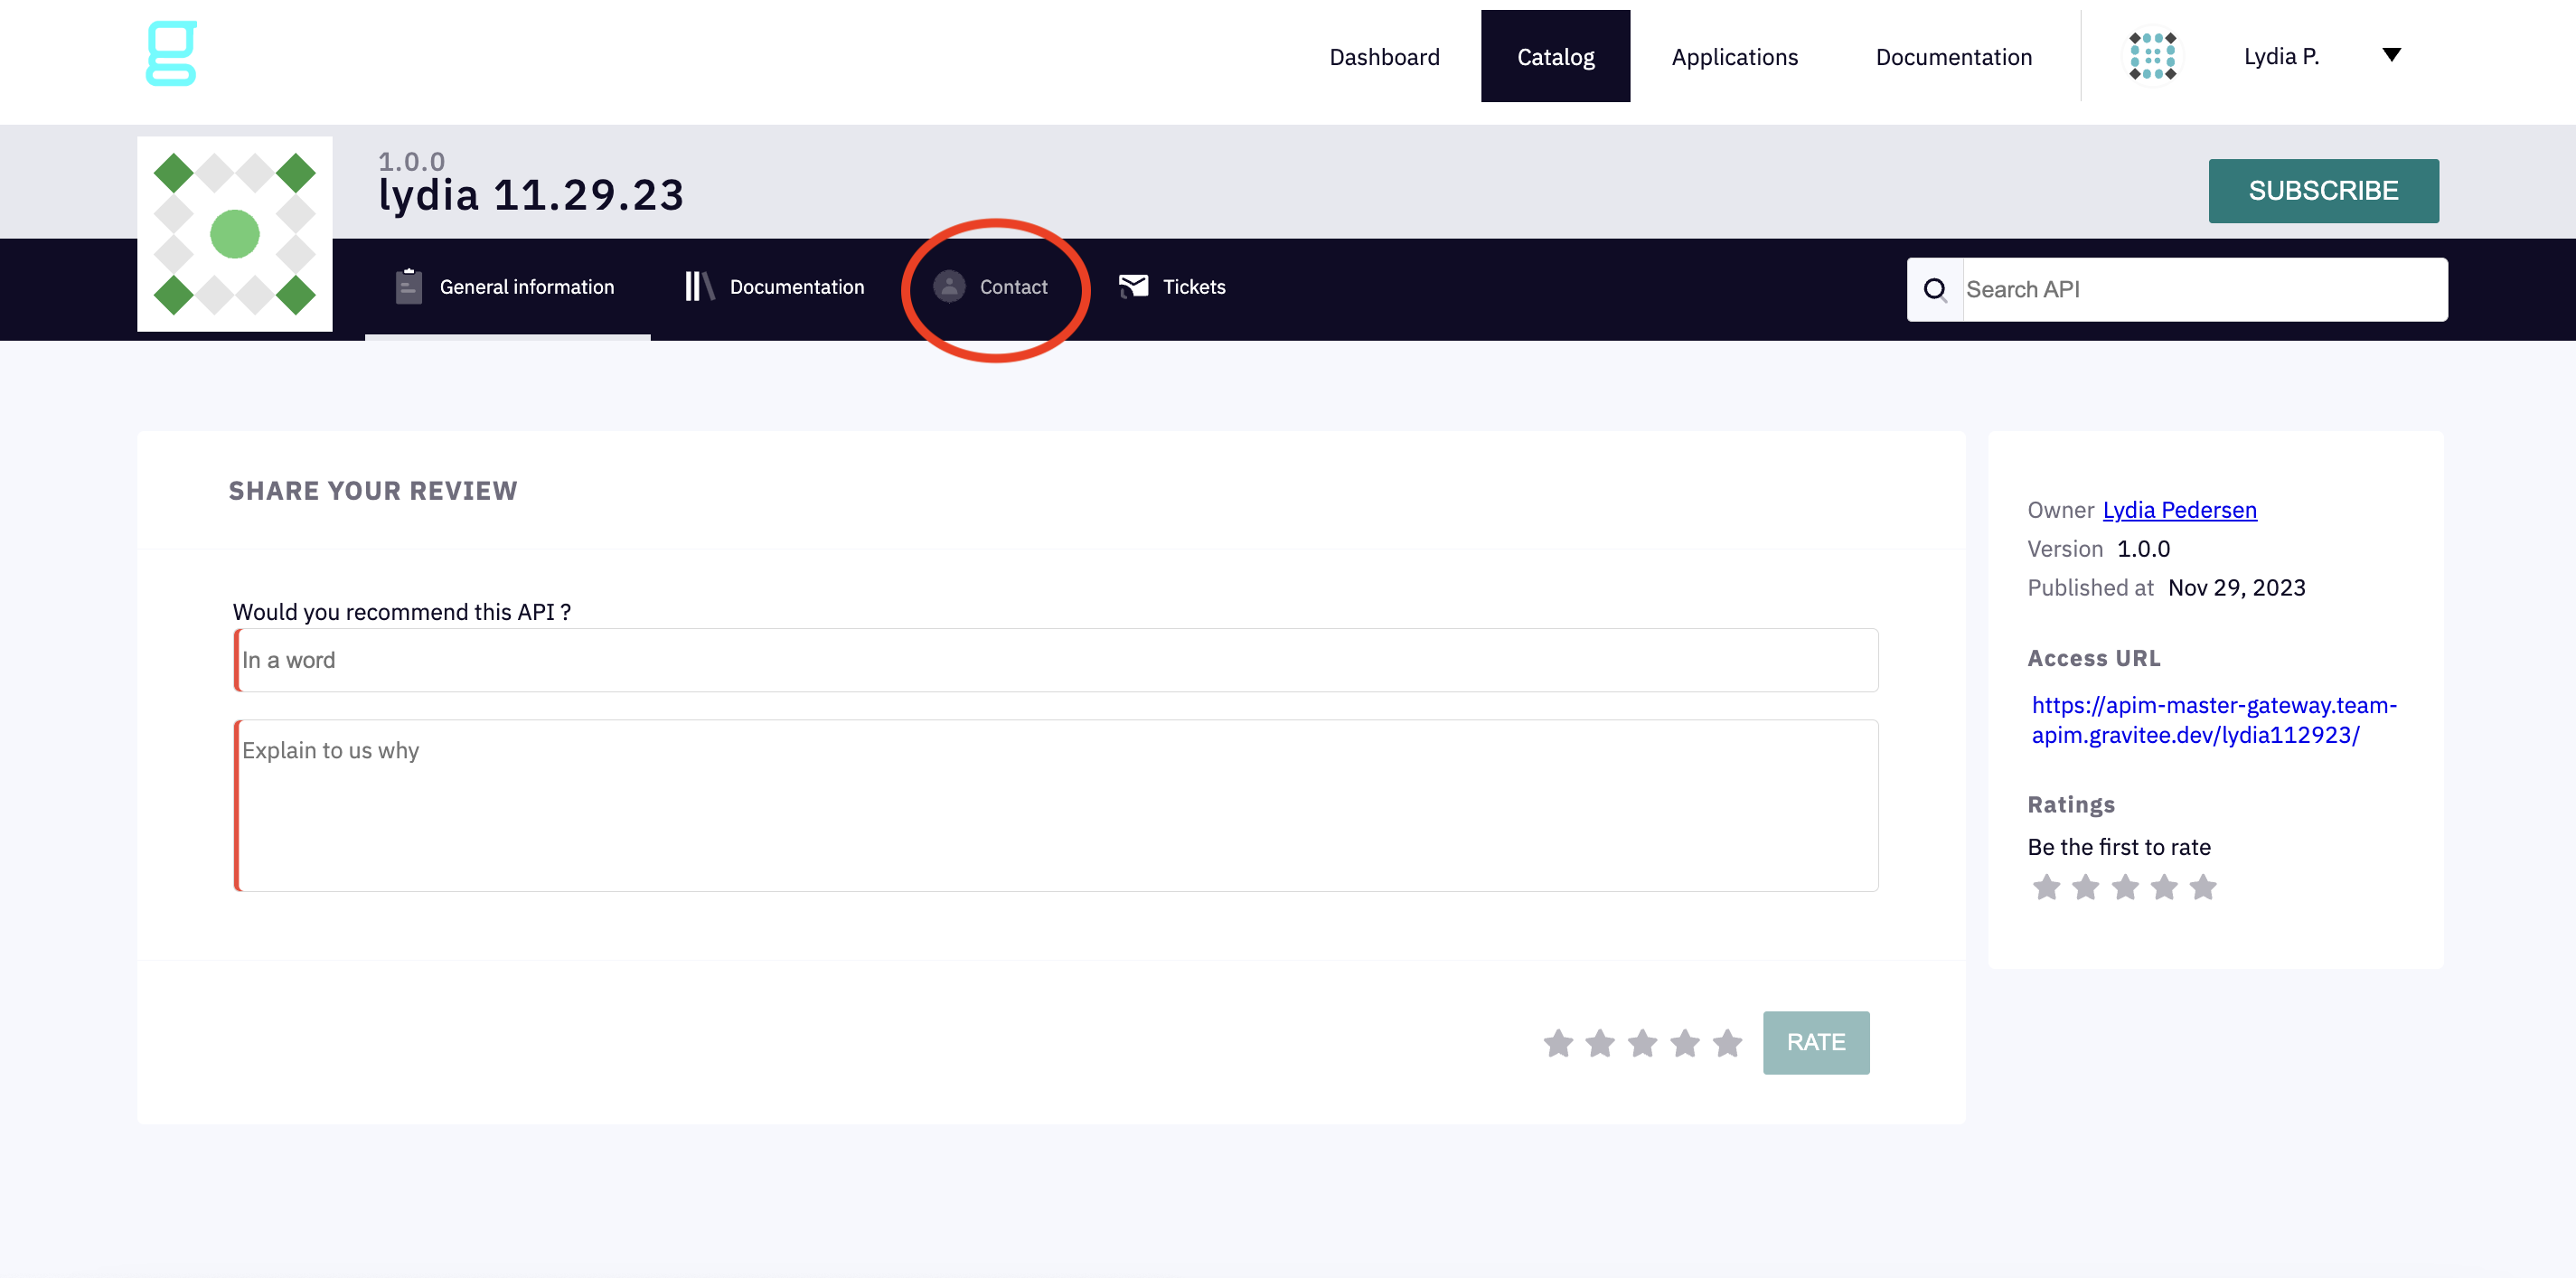 g
Dashboard
Catalog
Applications
Documentation
Lydia P.
1.0.0
lydia 11.29.23
SUBSCRIBE
General information
Documentation
Contact
Tickets
Search API
SHARE YOUR REVIEW
Would you recommend this API ?
In a word
Explain to us why
RATE
Owner Lydia Pedersen
Version 1.0.0
Published at Nov 29, 2023
Access URL
https://apim-master-gateway.team-
apim.gravitee.dev/lydia112923/
Ratings
Be the first to rate